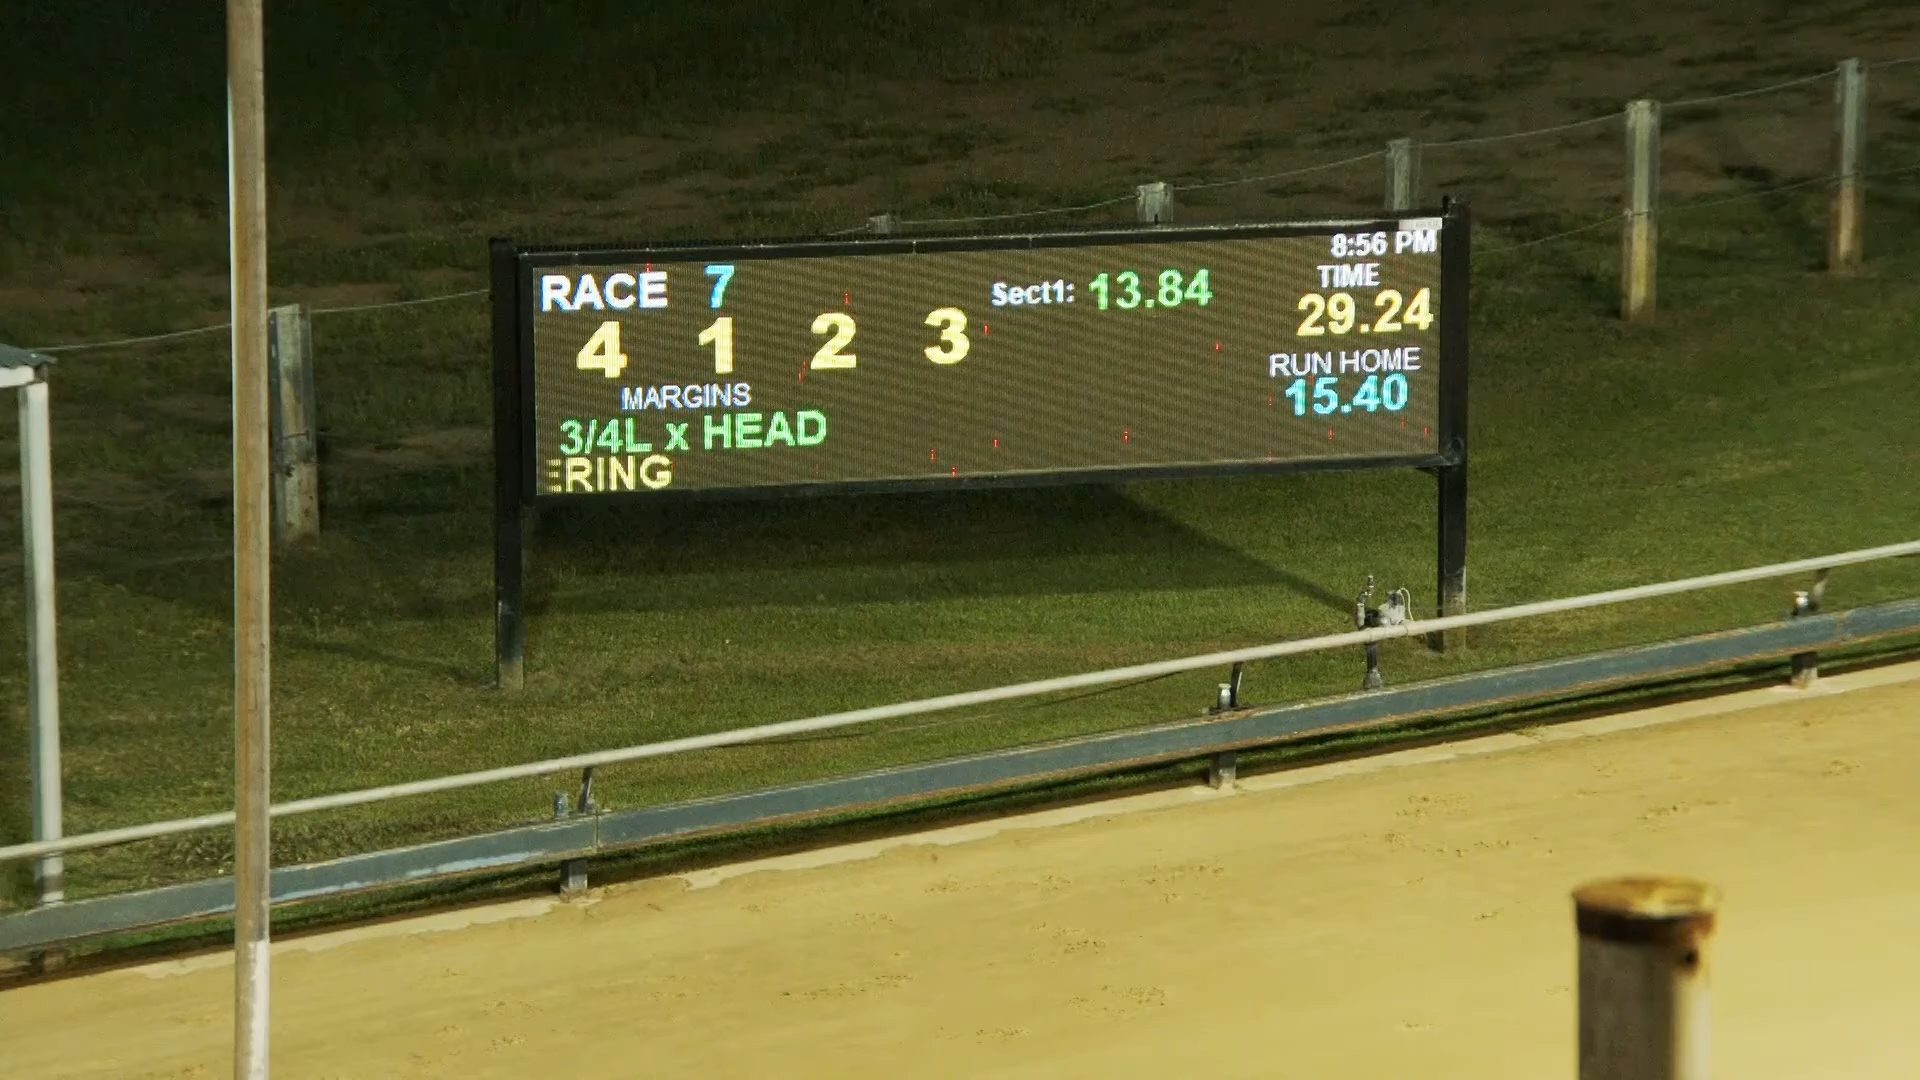 8:56 PM
RACE 7 Sect1: 13.84 TIME
29.24
4 1 2 3
RUN HOME
15.40
MARGINS
3/4L x HEAD
ERING